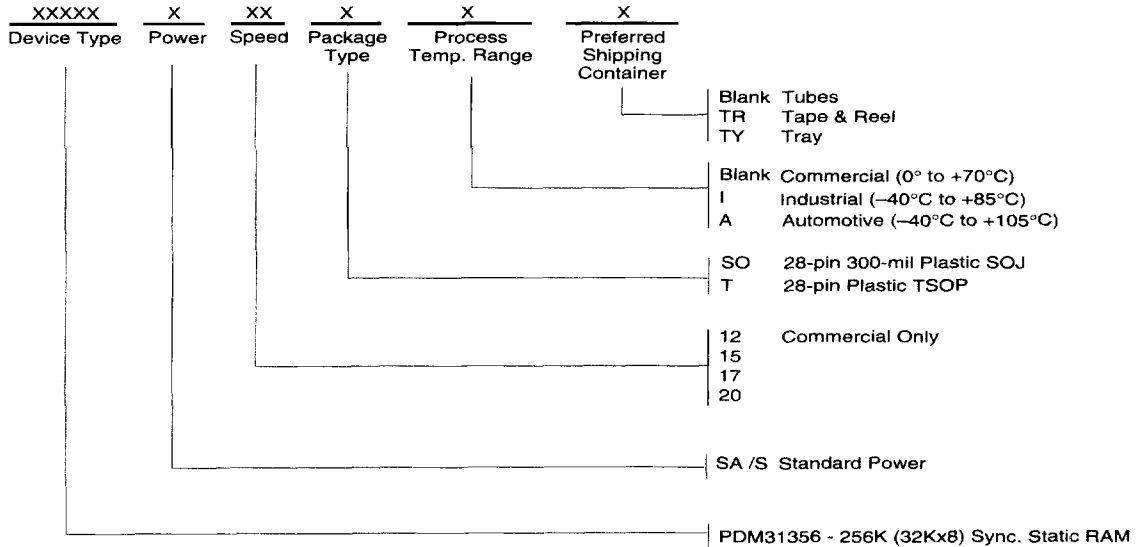 XXXXX X XX X X X
Device Type Power Speed Package Type Process Temp. Range Preferred Shipping Container
Blank Tubes
TR Tape & Reel
TY Tray
Blank Commercial (0° to +70°C)
I Industrial (–40°C to +85°C)
A Automotive (–40°C to +105°C)
SO 28-pin 300-mil Plastic SOJ
T 28-pin Plastic TSOP
12 Commercial Only
15
17
20
SA /S Standard Power
PDM31356 - 256K (32Kx8) Sync. Static RAM